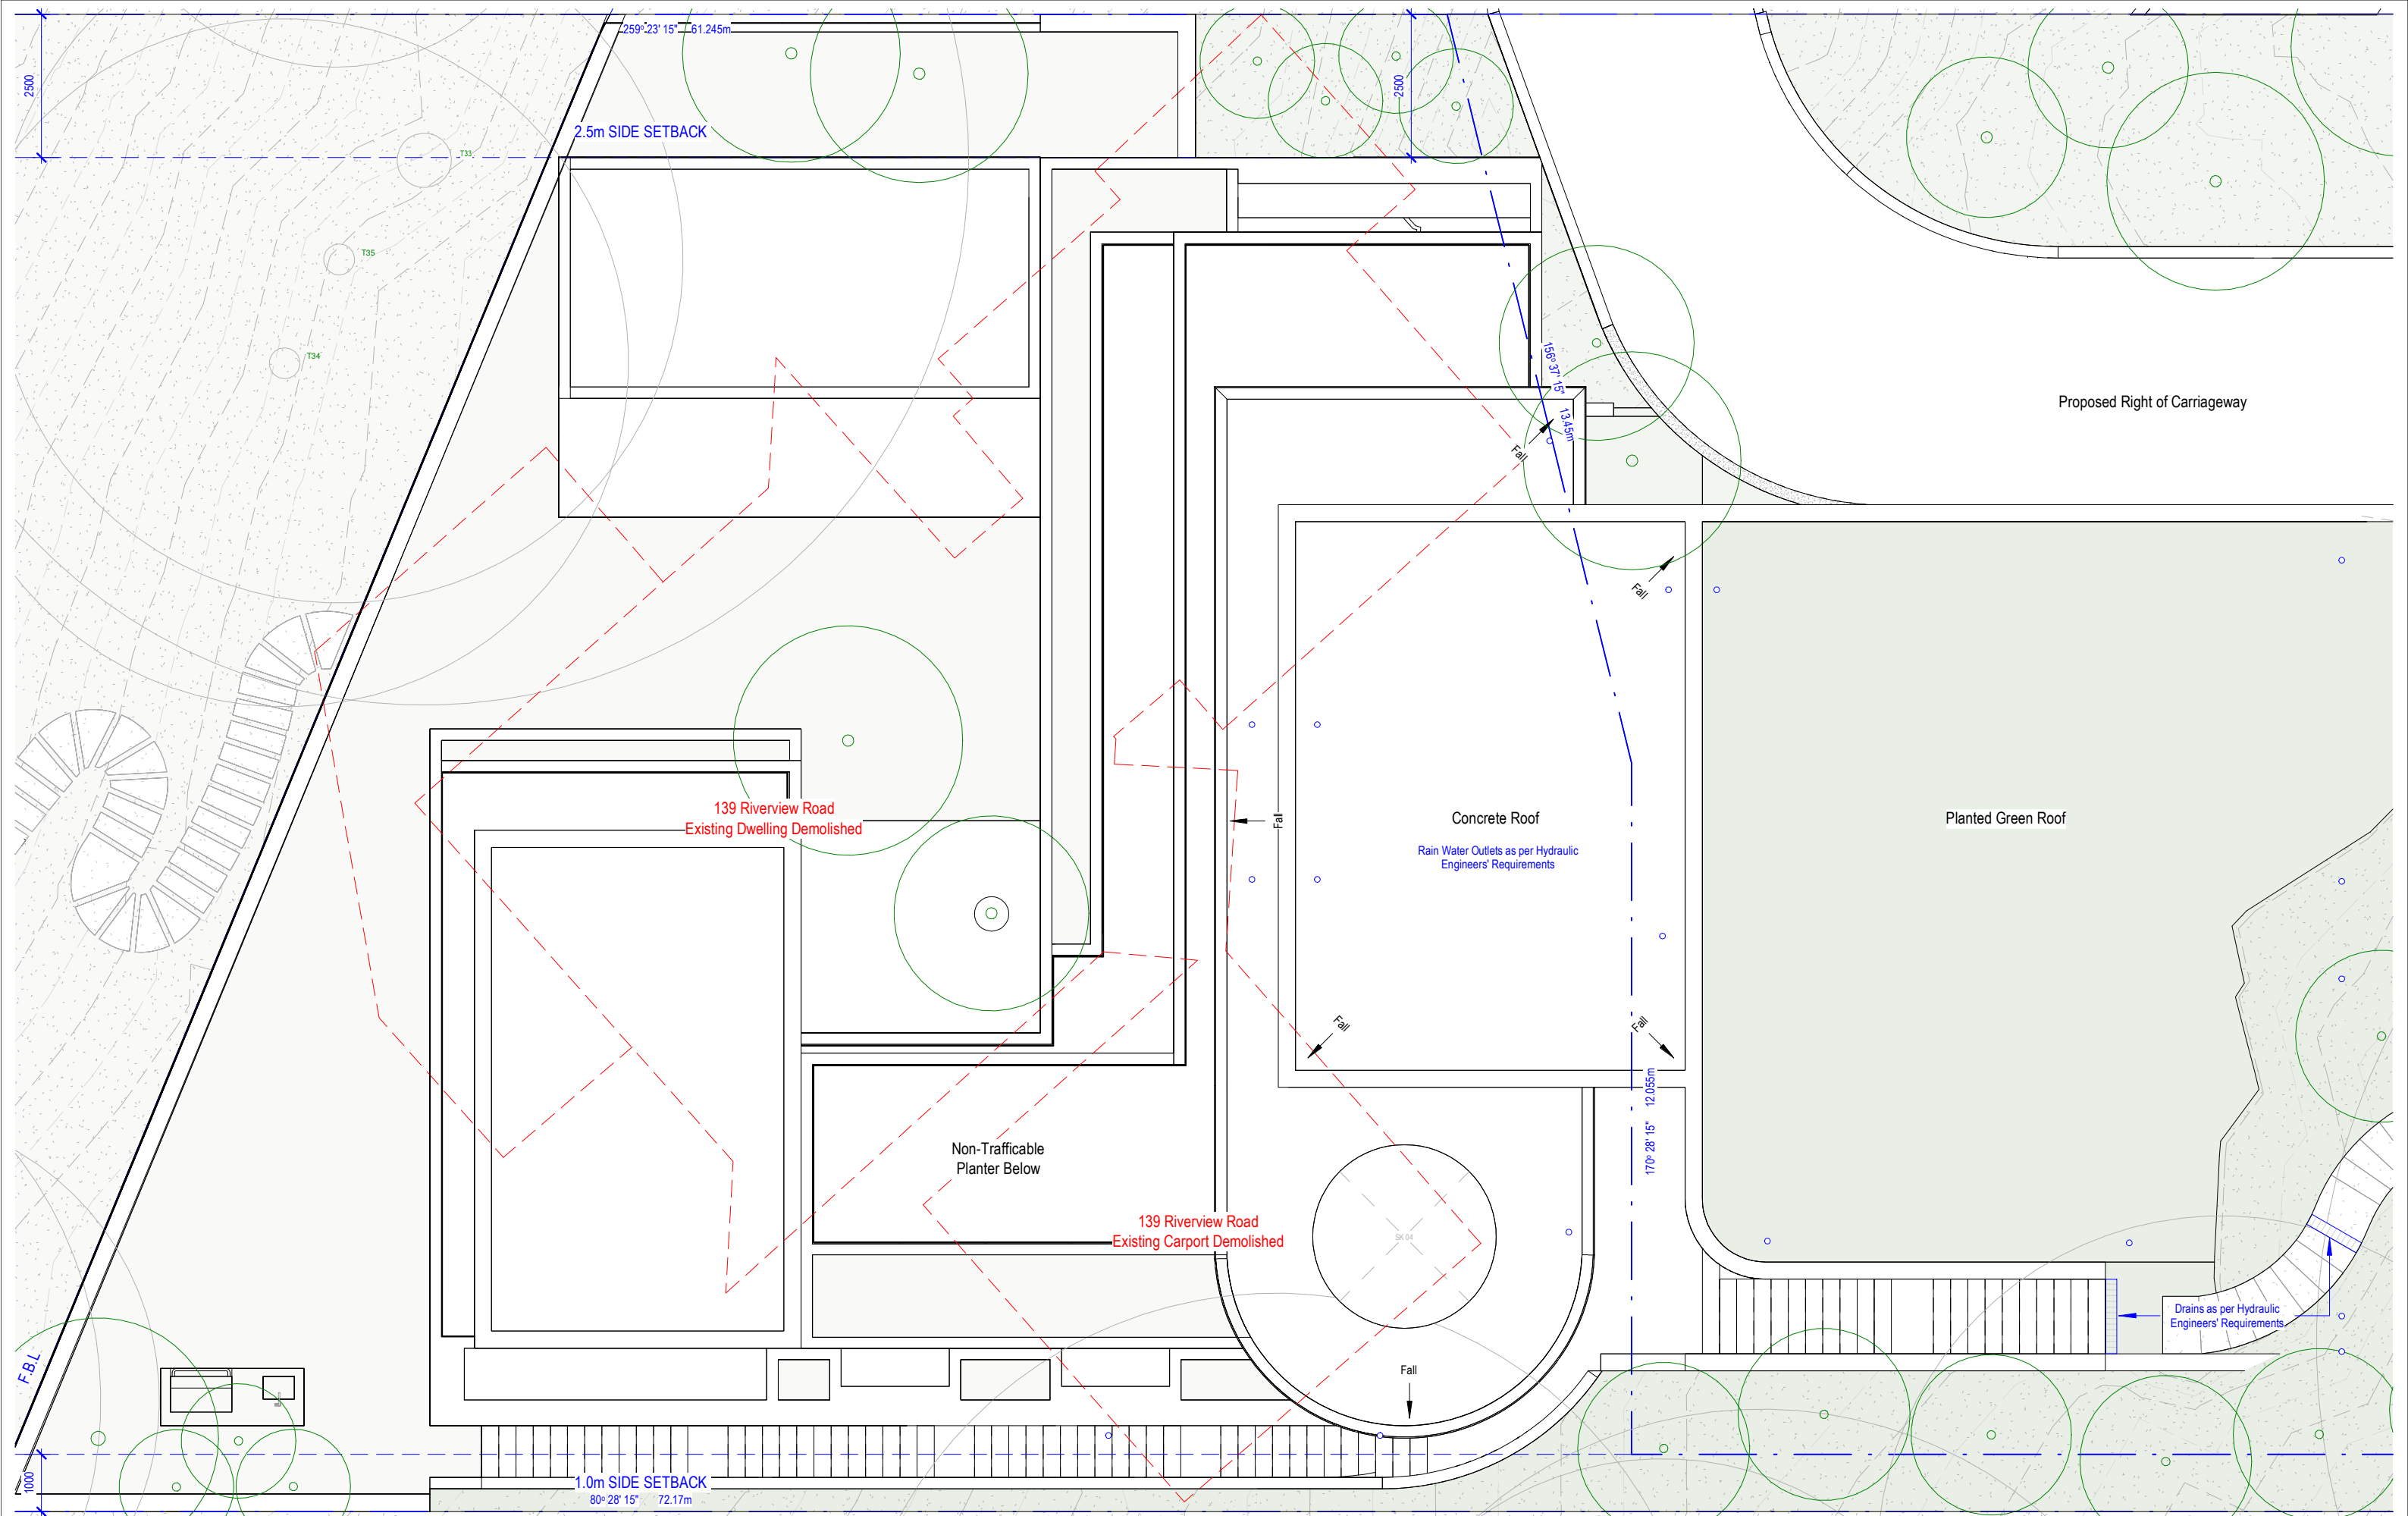 259° 23' 15" 61.245m
2500
2500
2.5m SIDE SETBACK
T33
T35
T34
156° 37' 15" 13.45m
Proposed Right of Carriageway
Fall
Fall
139 Riverview Road
Existing Dwelling Demolished
Fall
Concrete Roof
Rain Water Outlets as per Hydraulic
Engineers' Requirements
Planted Green Roof
Fall
Fall
170° 28' 15" 12.055m
Non-Trafficable
Planter Below
139 Riverview Road
Existing Carport Demolished
SK 04
Drains as per Hydraulic
Engineers' Requirements
F.B.L
Fall
1000
1.0m SIDE SETBACK
80° 28' 15" 72.17m